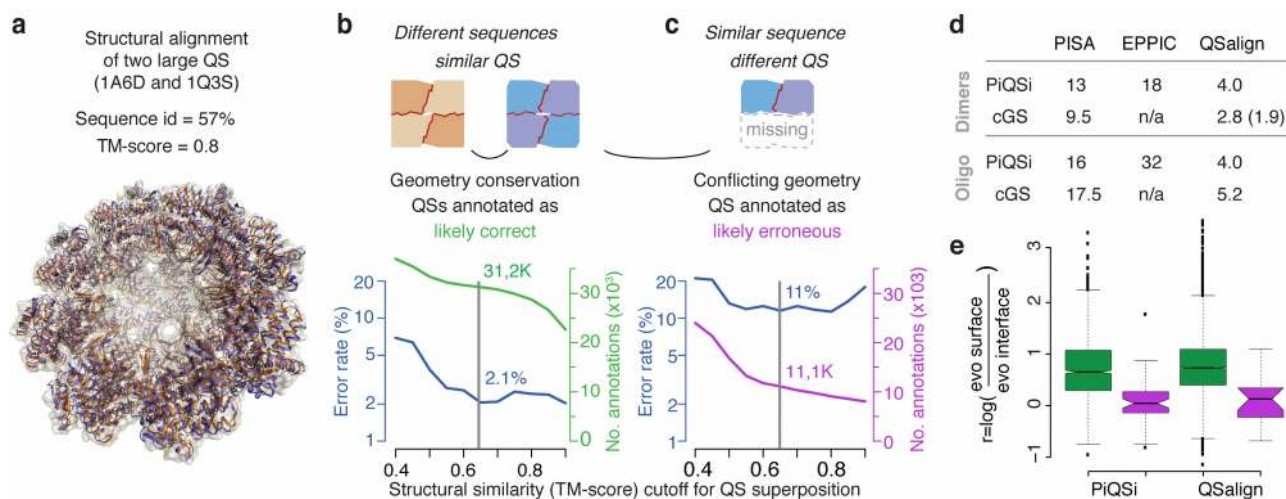 a
Structural alignment
of two large QS
(1A6D and 1Q3S)
Sequence id = 57%
TM-score = 0.8
b
Different sequences
similar QS
Geometry conservation
QSs annotated as
likely correct
20
10
5
2
1
Error rate (%)
31,2K
2.1%
30
20
10
0
No. annotations (x10³)
0.4 0.6 0.8
c
Similar sequence
different QS
missing
Conflicting geometry
QS annotated as
likely erroneous
20
10
5
2
1
Error rate (%)
11%
11,1K
30
20
10
0
No. annotations (x103)
0.4 0.6 0.8
Structural similarity (TM-score) cutoff for QS superposition
d
PISA EPPIC QSalign
Dimers
PiQSi 13 18 4.0
cGS 9.5 n/a 2.8 (1.9)
Oligo
PiQSi 16 32 4.0
cGS 17.5 n/a 5.2
e
3
2
1
0
−1
r=log(evo surface
evo interface)
PiQSi QSalign